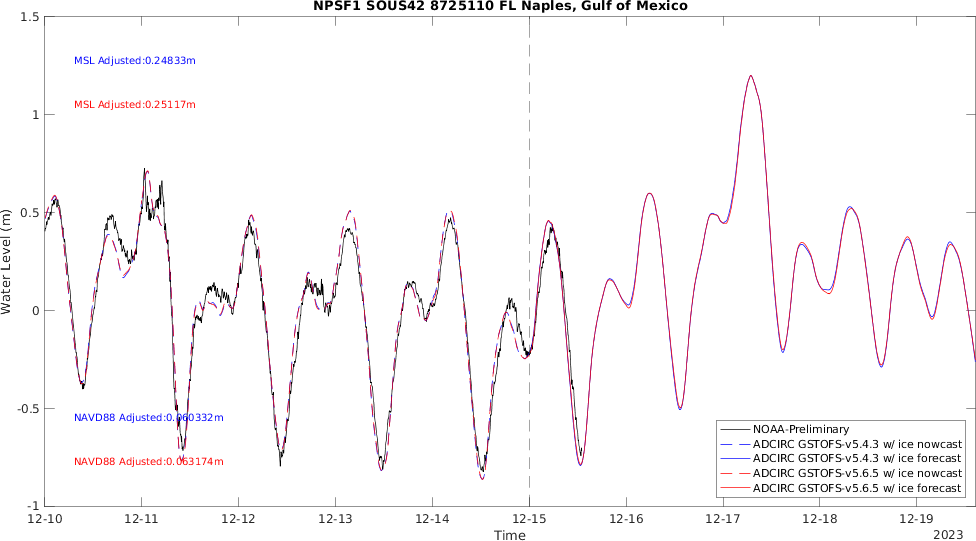 NPSF1 SOUS42 8725110 FL Naples, Gulf of Mexico
1.5
MSL Adjusted:0.24833m
MSL Adjusted:0.25117m
1
0.5
Water Level (m)
0
-0.5
NAVD88 Adjusted:0.060332m
NAVD88 Adjusted:0.063174m
-1
NOAA-Preliminary
ADCIRC GSTOFS-v5.4.3 w/ ice nowcast
ADCIRC GSTOFS-v5.4.3 w/ ice forecast
ADCIRC GSTOFS-v5.6.5 w/ ice nowcast
ADCIRC GSTOFS-v5.6.5 w/ ice forecast
12-10 12-11 12-12 12-13 12-14 12-15 12-16 12-17 12-18 12-19
Time
2023